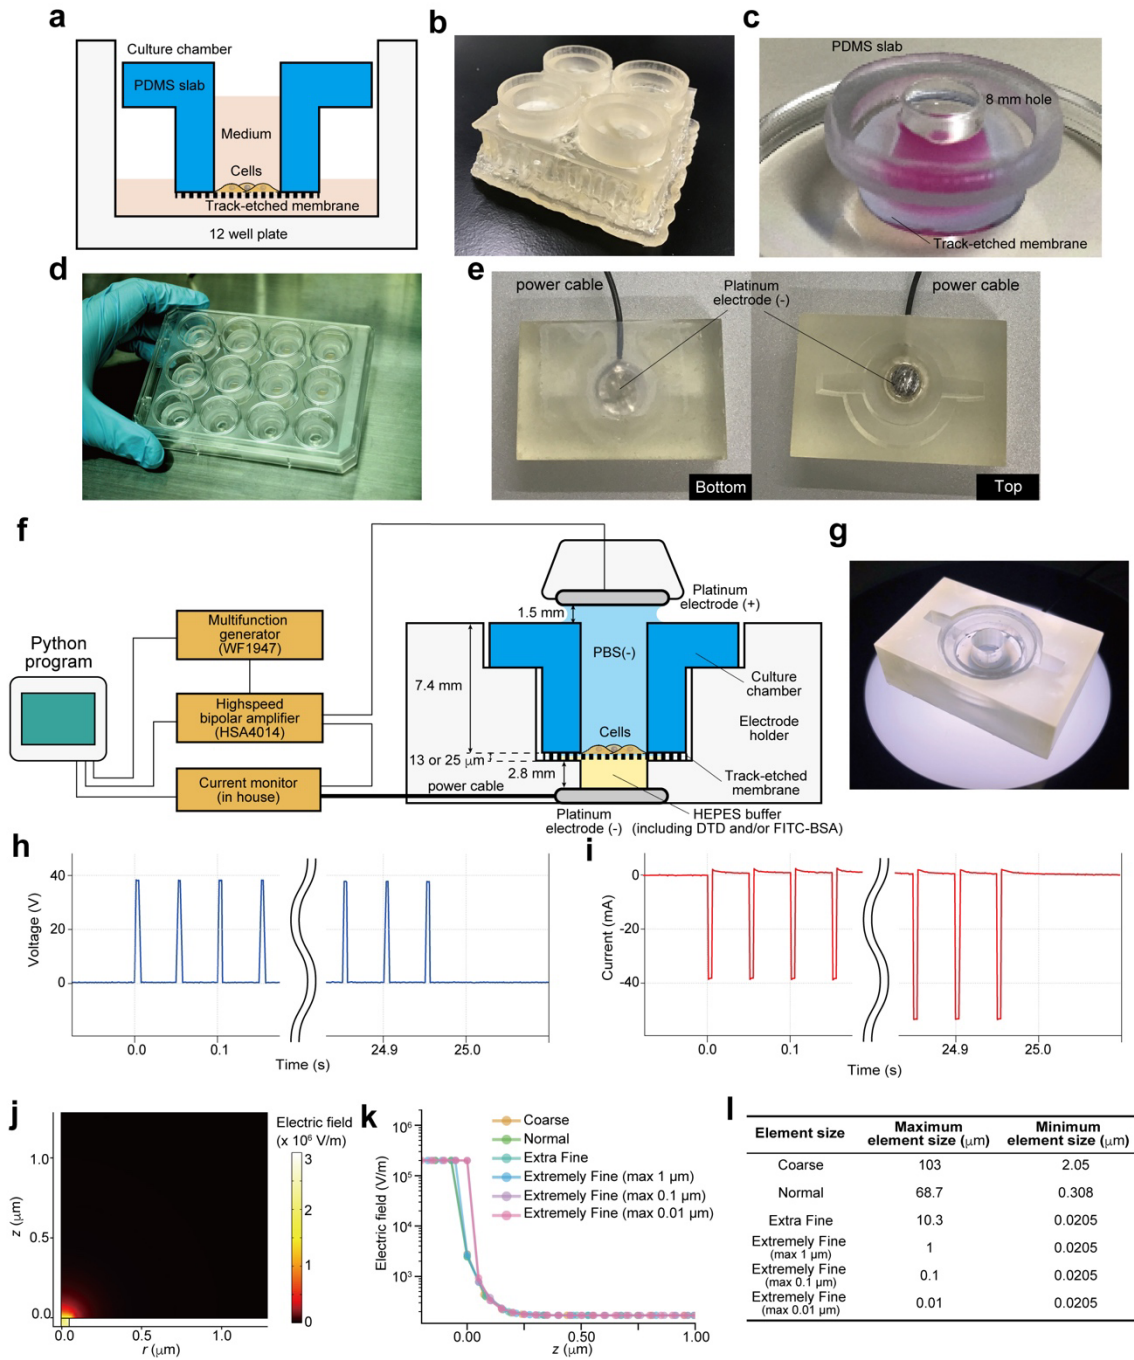 a
Culture chamber
PDMS slab
Medium
Cells
Track-etched membrane
12 well plate
b
c
PDMS slab
8 mm hole
Track-etched membrane
d
e
power cable
Platinum
electrode (-)
power cable
Bottom
Top
f
Python
program
Multifunction
generator
(WF1947)
Highspeed
bipolar amplifier
(HSA4014)
Current monitor
(in house)
power cable
1.5 mm
Platinum
electrode (+)
PBS(-)
7.4 mm
Culture
chamber
Cells
Electrode
holder
13 or 25 μm
2.8 mm
Track-etched
membrane
Platinum
electrode (-)
HEPES buffer
(including DTD and/or FITC-BSA)
g
h
Voltage (V)
40
20
0
0.0
0.1
24.9
25.0
Time (s)
i
Current (mA)
0
-20
-40
0.0
0.1
24.9
25.0
Time (s)
j
Electric field
(x 10⁶ V/m)
3
2
1
0
z (μm)
1.0
0.5
0.0
0.0
0.5
1.0
r (μm)
k
Electric field (V/m)
10⁶
10⁵
10⁴
10³
Coarse
Normal
Extra Fine
Extremely Fine (max 1 μm)
Extremely Fine (max 0.1 μm)
Extremely Fine (max 0.01 μm)
0.00
0.50
1.00
z (μm)
l
Element size Maximum element size (μm) Minimum element size (μm)
Coarse 103 2.05
Normal 68.7 0.308
Extra Fine 10.3 0.0205
Extremely Fine (max 1 μm) 1 0.0205
Extremely Fine (max 0.1 μm) 0.1 0.0205
Extremely Fine (max 0.01 μm) 0.01 0.0205